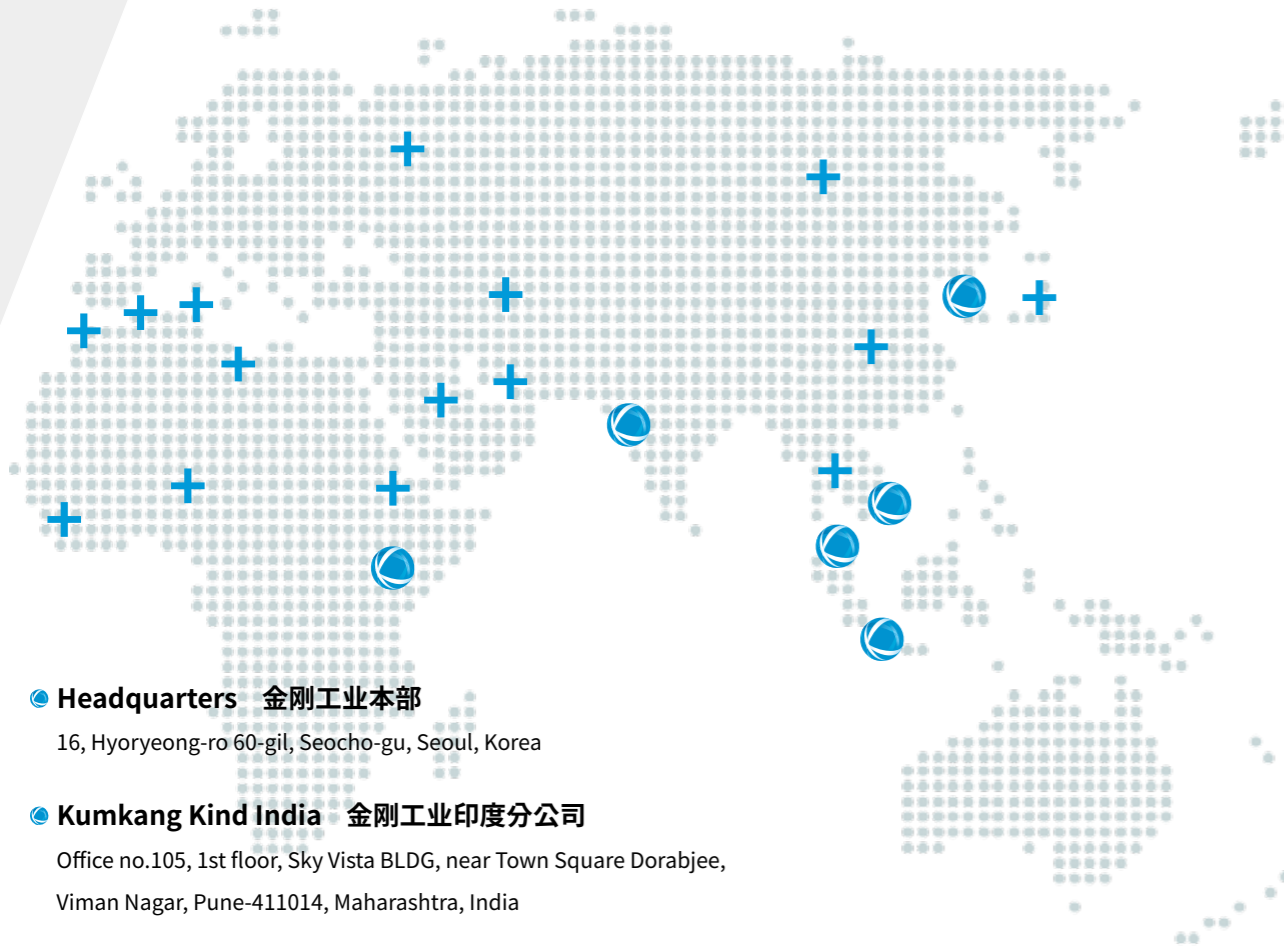 Headquarters 金刚工业本部
16, Hyoryeong-ro 60-gil, Seocho-gu, Seoul, Korea
Kumkang Kind India 金刚工业印度分公司
Office no.105, 1st floor, Sky Vista BLDG, near Town Square Dorabjee,
Viman Nagar, Pune-411014, Maharashtra, India